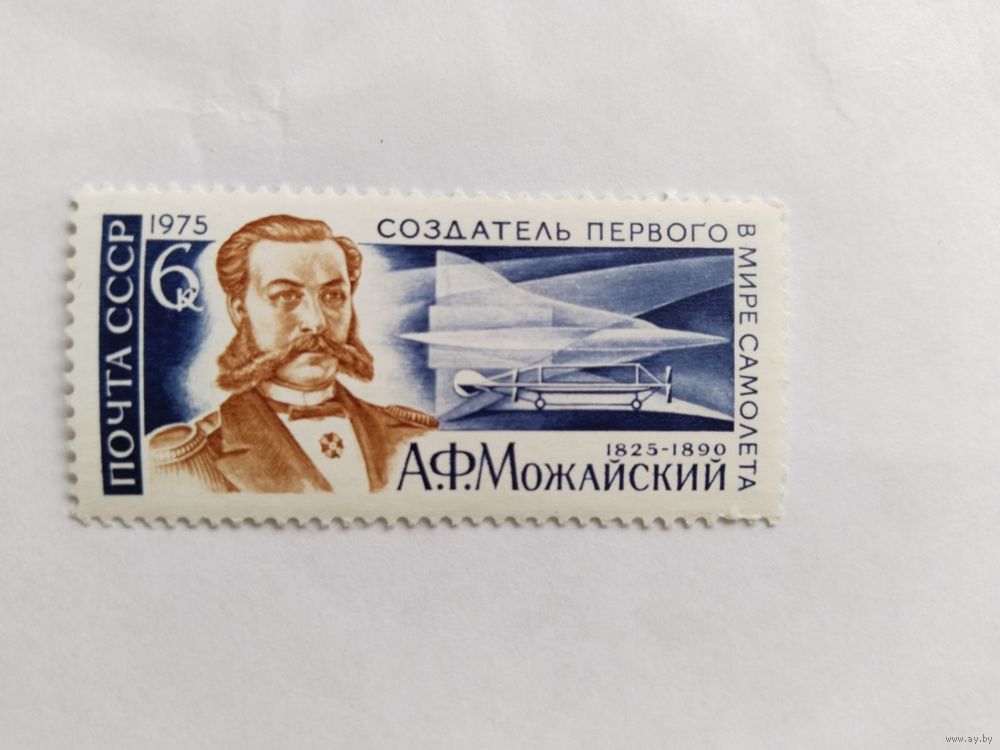 ПОЧТА СССР
1975
6к
СОЗДАТЕЛЬ ПЕРВОГО
В МИРЕ САМОЛЕТА
1825-1890
А.Ф.МОЖАЙСКИЙ
www.ay.by